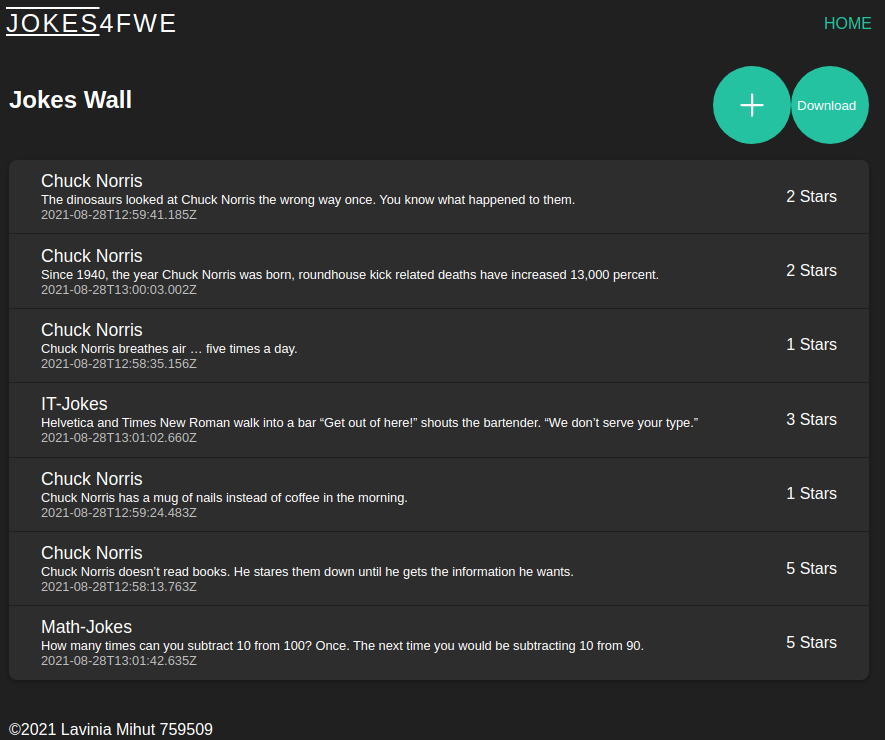 JOKES4FWE
HOME
Jokes Wall
Download
Chuck Norris
The dinosaurs looked at Chuck Norris the wrong way once. You know what happened to them.
2021-08-28T12:59:41.185Z
2 Stars
Chuck Norris
Since 1940, the year Chuck Norris was born, roundhouse kick related deaths have increased 13,000 percent.
2021-08-28T13:00:03.002Z
2 Stars
Chuck Norris
Chuck Norris breathes air … five times a day.
2021-08-28T12:58:35.156Z
1 Stars
IT-Jokes
Helvetica and Times New Roman walk into a bar “Get out of here!” shouts the bartender. “We don’t serve your type.”
2021-08-28T13:01:02.660Z
3 Stars
Chuck Norris
Chuck Norris has a mug of nails instead of coffee in the morning.
2021-08-28T12:59:24.483Z
1 Stars
Chuck Norris
Chuck Norris doesn’t read books. He stares them down until he gets the information he wants.
2021-08-28T12:58:13.763Z
5 Stars
Math-Jokes
How many times can you subtract 10 from 100? Once. The next time you would be subtracting 10 from 90.
2021-08-28T13:01:42.635Z
5 Stars
©2021 Lavinia Mihut 759509